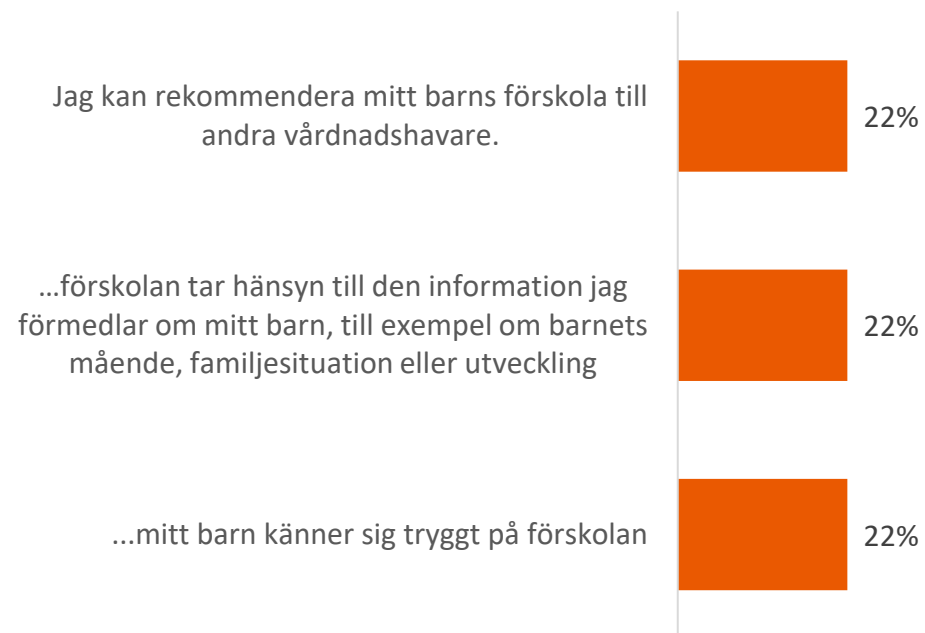 Jag kan rekommendera mitt barns förskola till
andra vårdnadshavare.
22%
...förskolan tar hänsyn till den information jag
förmedlar om mitt barn, till exempel om barnets
mående, familjesituation eller utveckling
22%
...mitt barn känner sig tryggt på förskolan
22%